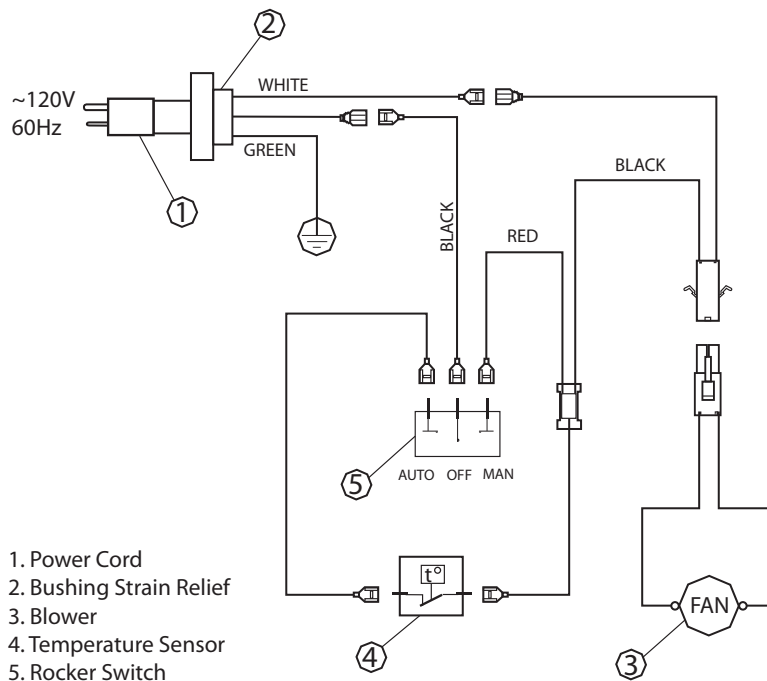 2
WHITE
~120V
60Hz
GREEN
1
BLACK
BLACK
RED
5
AUTO OFF MAN
t°
4
FAN
3
1. Power Cord
2. Bushing Strain Relief
3. Blower
4. Temperature Sensor
5. Rocker Switch